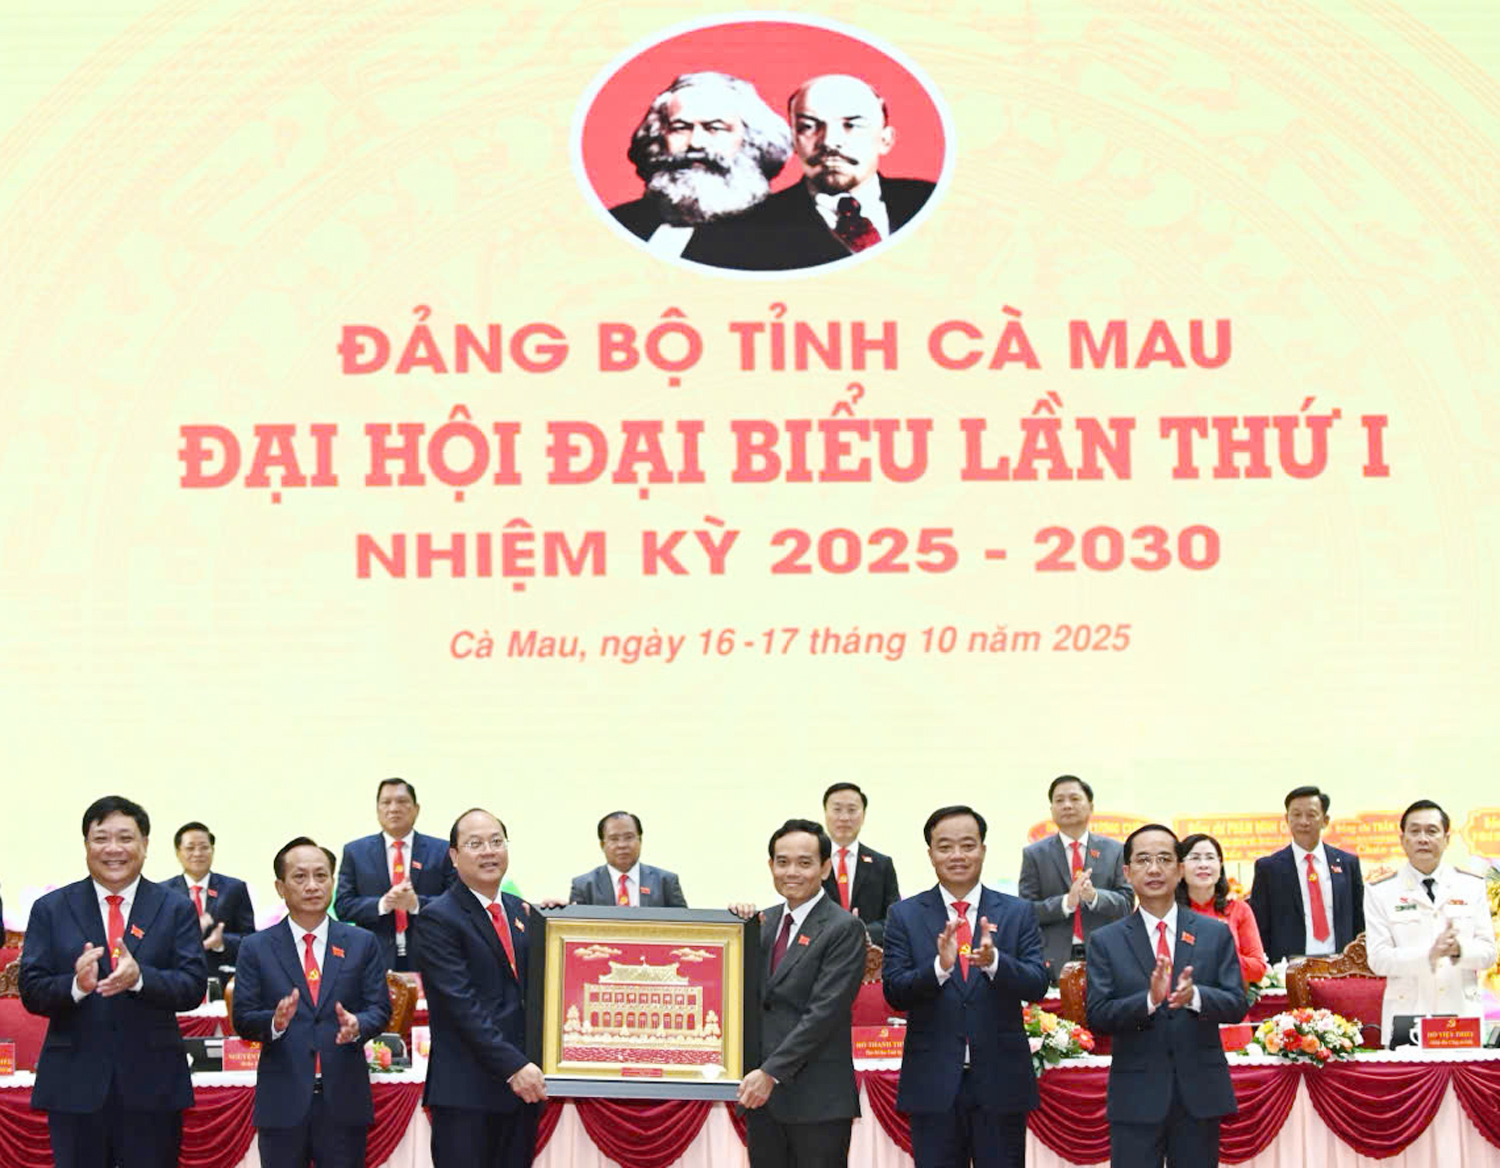 ĐẢNG BỘ TỈNH CÀ MAU
ĐẠI HỘI ĐẠI BIỂU LẦN THỨ I
NHIỆM KỲ 2025 - 2030
Cà Mau, ngày 16 - 17 tháng 10 năm 2025